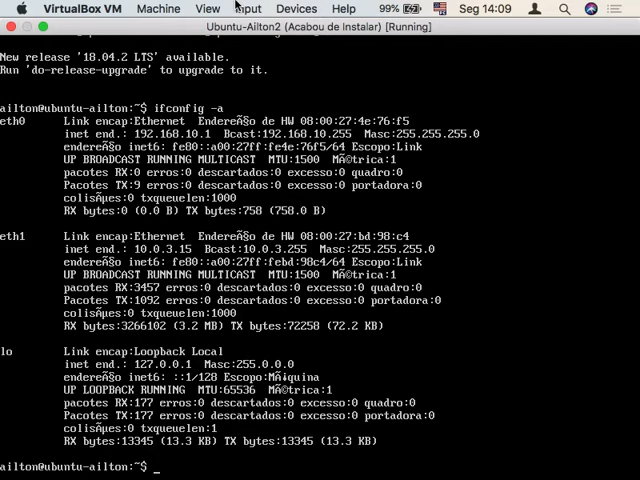 VirtualBox VM Machine View Input Devices Help 99% Seg 14:09
Ubuntu-Ailton2 (Acabou de Instalar) [Running]
New release '18.04.2 LTS' available.
Run 'do-release-upgrade' to upgrade to it.
ailton@ubuntu-ailton:~$ ifconfig -a
eth0 Link encap:Ethernet EndereÃ§o de HW 08:00:27:4e:76:f5
inet end.: 192.168.10.1 Bcast:192.168.10.255 Masc:255.255.255.0
endereÃ§o inet6: fe80::a00:27ff:fe4e:76f5/64 Escopo:Link
UP BROADCAST RUNNING MULTICAST MTU:1500 MÃ©trica:1
pacotes RX:0 erros:0 descartados:0 excesso:0 quadro:0
Pacotes TX:9 erros:0 descartados:0 excesso:0 portadora:0
colisÃµes:0 txqueuelen:1000
RX bytes:0 (0.0 B) TX bytes:758 (758.0 B)
eth1 Link encap:Ethernet EndereÃ§o de HW 08:00:27:bd:98:c4
inet end.: 10.0.3.15 Bcast:10.0.3.255 Masc:255.255.255.0
endereÃ§o inet6: fe80::a00:27ff:febd:98c4/64 Escopo:Link
UP BROADCAST RUNNING MULTICAST MTU:1500 MÃ©trica:1
pacotes RX:3457 erros:0 descartados:0 excesso:0 quadro:0
Pacotes TX:1092 erros:0 descartados:0 excesso:0 portadora:0
colisÃµes:0 txqueuelen:1000
RX bytes:3266102 (3.2 MB) TX bytes:72258 (72.2 KB)
lo Link encap:Loopback Local
inet end.: 127.0.0.1 Masc:255.0.0.0
endereÃ§o inet6: ::1/128 Escopo:MÃ¡quina
UP LOOPBACK RUNNING MTU:65536 MÃ©trica:1
pacotes RX:177 erros:0 descartados:0 excesso:0 quadro:0
Pacotes TX:177 erros:0 descartados:0 excesso:0 portadora:0
colisÃµes:0 txqueuelen:1
RX bytes:13345 (13.3 KB) TX bytes:13345 (13.3 KB)
ailton@ubuntu-ailton:~$ _